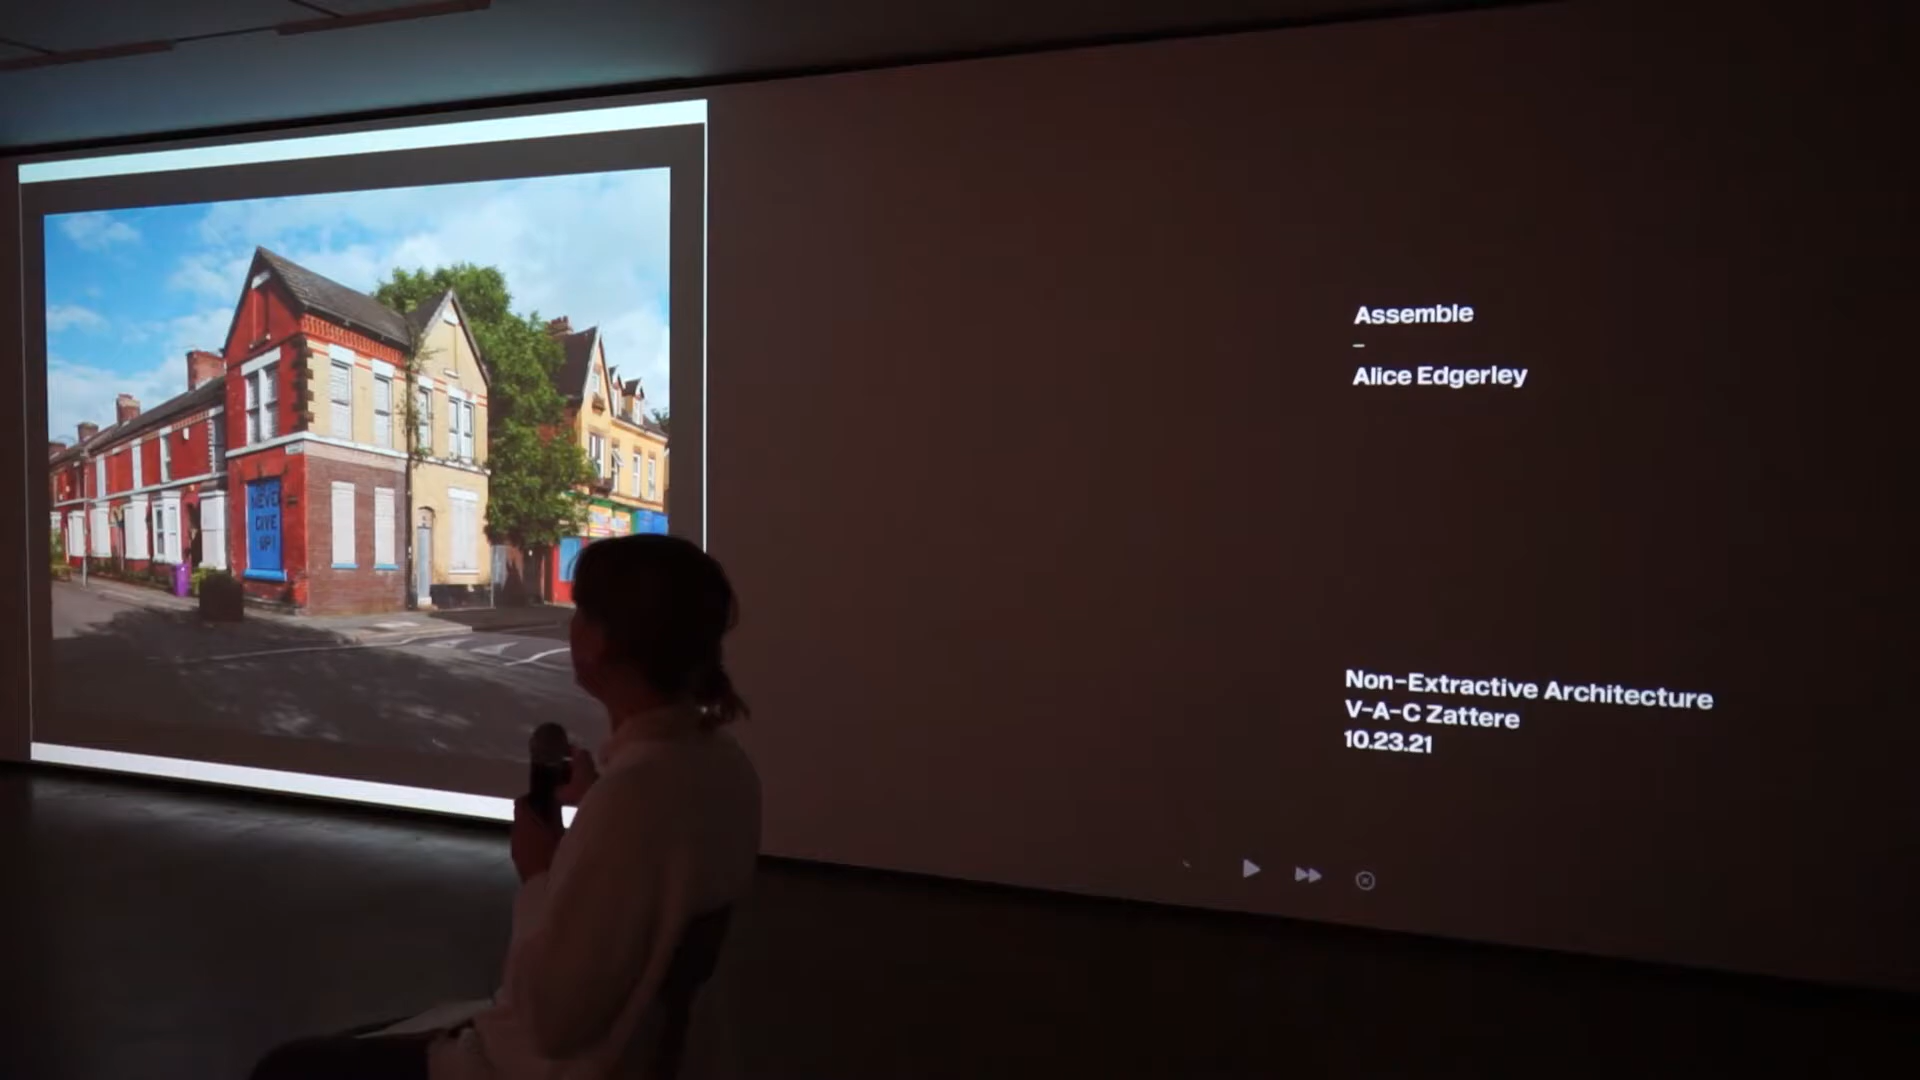 NEVER
GIVE
UP!
Assemble
–
Alice Edgerley
Non-Extractive Architecture
V-A-C Zattere
10.23.21